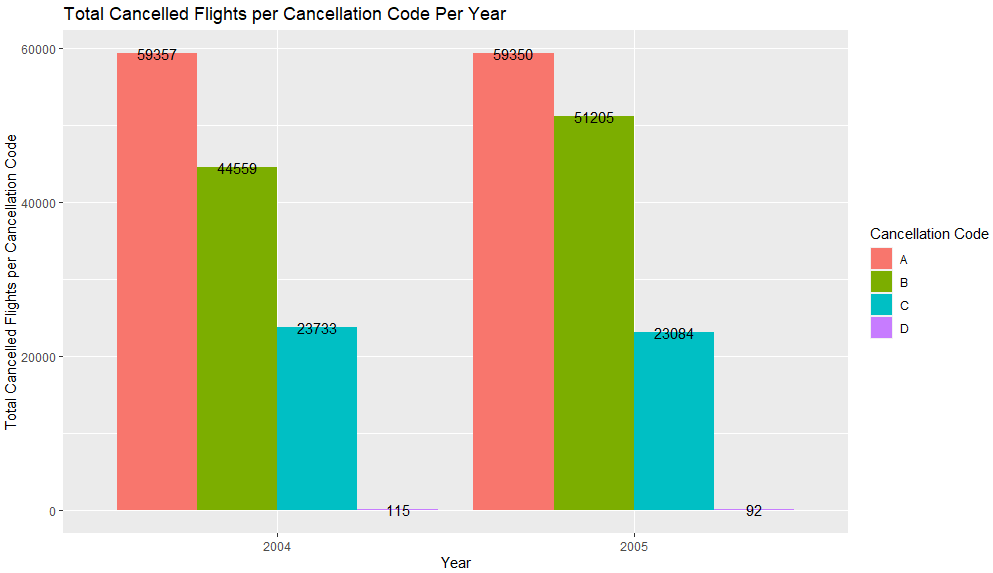 Total Cancelled Flights per Cancellation Code Per Year
Total Cancelled Flights per Cancellation Code
60000
40000
20000
0
59357
44559
23733
115
59350
51205
23084
92
2004
2005
Year
Cancellation Code
A
B
C
D